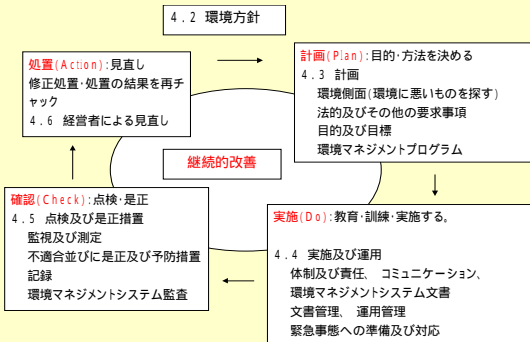 4.2 環境方針
処置(Action):見直し
修正処置・処置の結果を再チ
ャック
4.6 経営者による見直し
計画(Plan):目的・方法を決める
4.3 計画
環境側面(環境に悪いものを探す)
法的及びその他の要求事項
目的及び目標
環境マネジメントプログラム
継続的改善
確認(Check):点検・是正
4.5 点検及び是正措置
監視及び測定
不適合並びに是正及び予防措置
記録
環境マネジメントシステム監査
実施(Do):教育・訓練・実施する。
4.4 実施及び運用
体制及び責任、 コミュニケーション、
環境マネジメントシステム文書
文書管理、 運用管理
緊急事態への準備及び対応